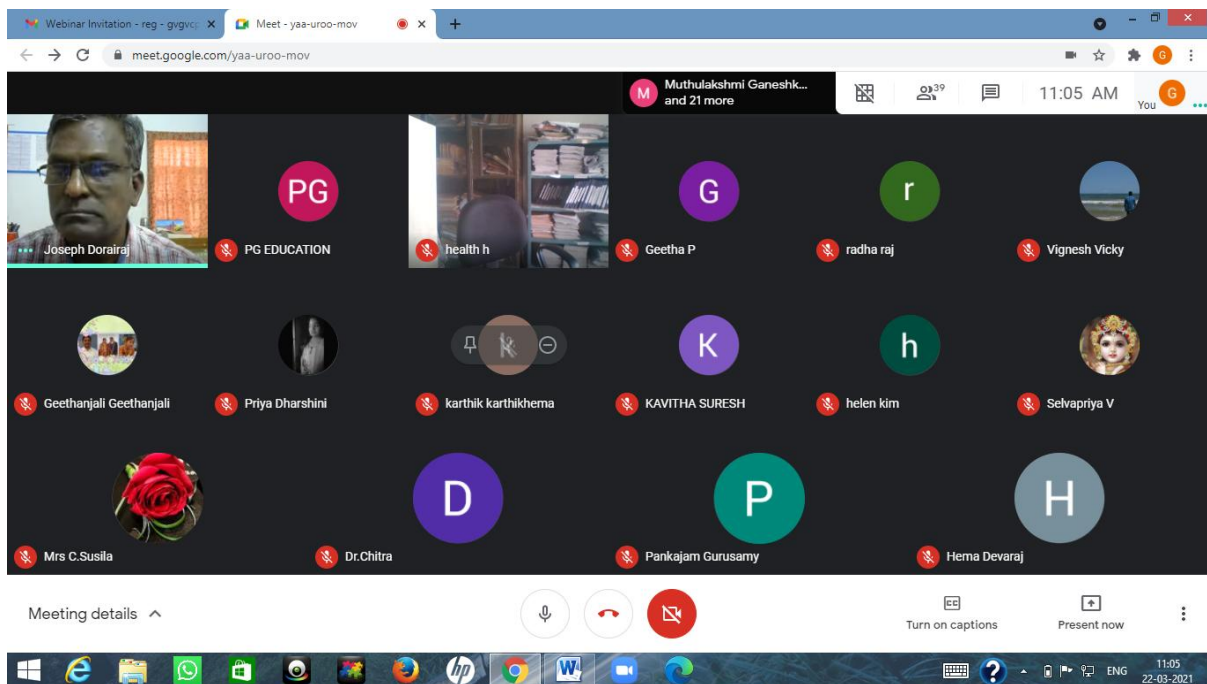 Webinar Invitation - reg - gvgvc
Meet - yaa-uroo-mov
meet.google.com/yaa-uroo-mov
G
M
Muthulakshmi Ganeshk...
and 21 more
39
11:05 AM
You
G
Joseph Dorairaj
PG
PG EDUCATION
health h
G
Geetha P
r
radha raj
Vignesh Vicky
Geethanjali Geethanjali
Priya Dharshini
k
karthik karthikhema
K
KAVITHA SURESH
h
helen kim
Selvapriya V
Mrs C.Susila
D
Dr.Chitra
P
Pankajam Gurusamy
H
Hema Devaraj
Meeting details
CC
Turn on captions
Present now
hp
W
ENG
11:05
22-03-2021